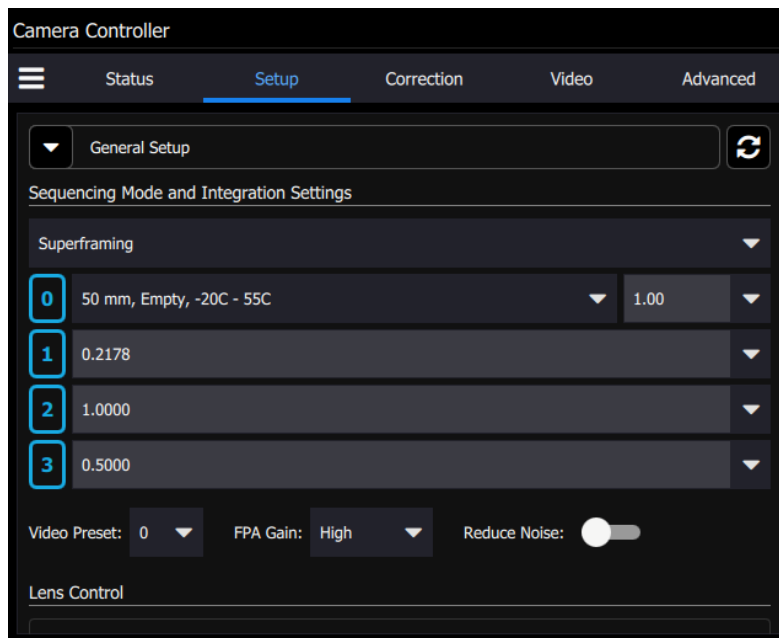 Camera Controller
Status Setup Correction Video Advanced
General Setup
Sequencing Mode and Integration Settings
Superframing
0 50 mm, Empty, -20C - 55C 1.00
1 0.2178
2 1.0000
3 0.5000
Video Preset: 0 FPA Gain: High Reduce Noise:
Lens Control